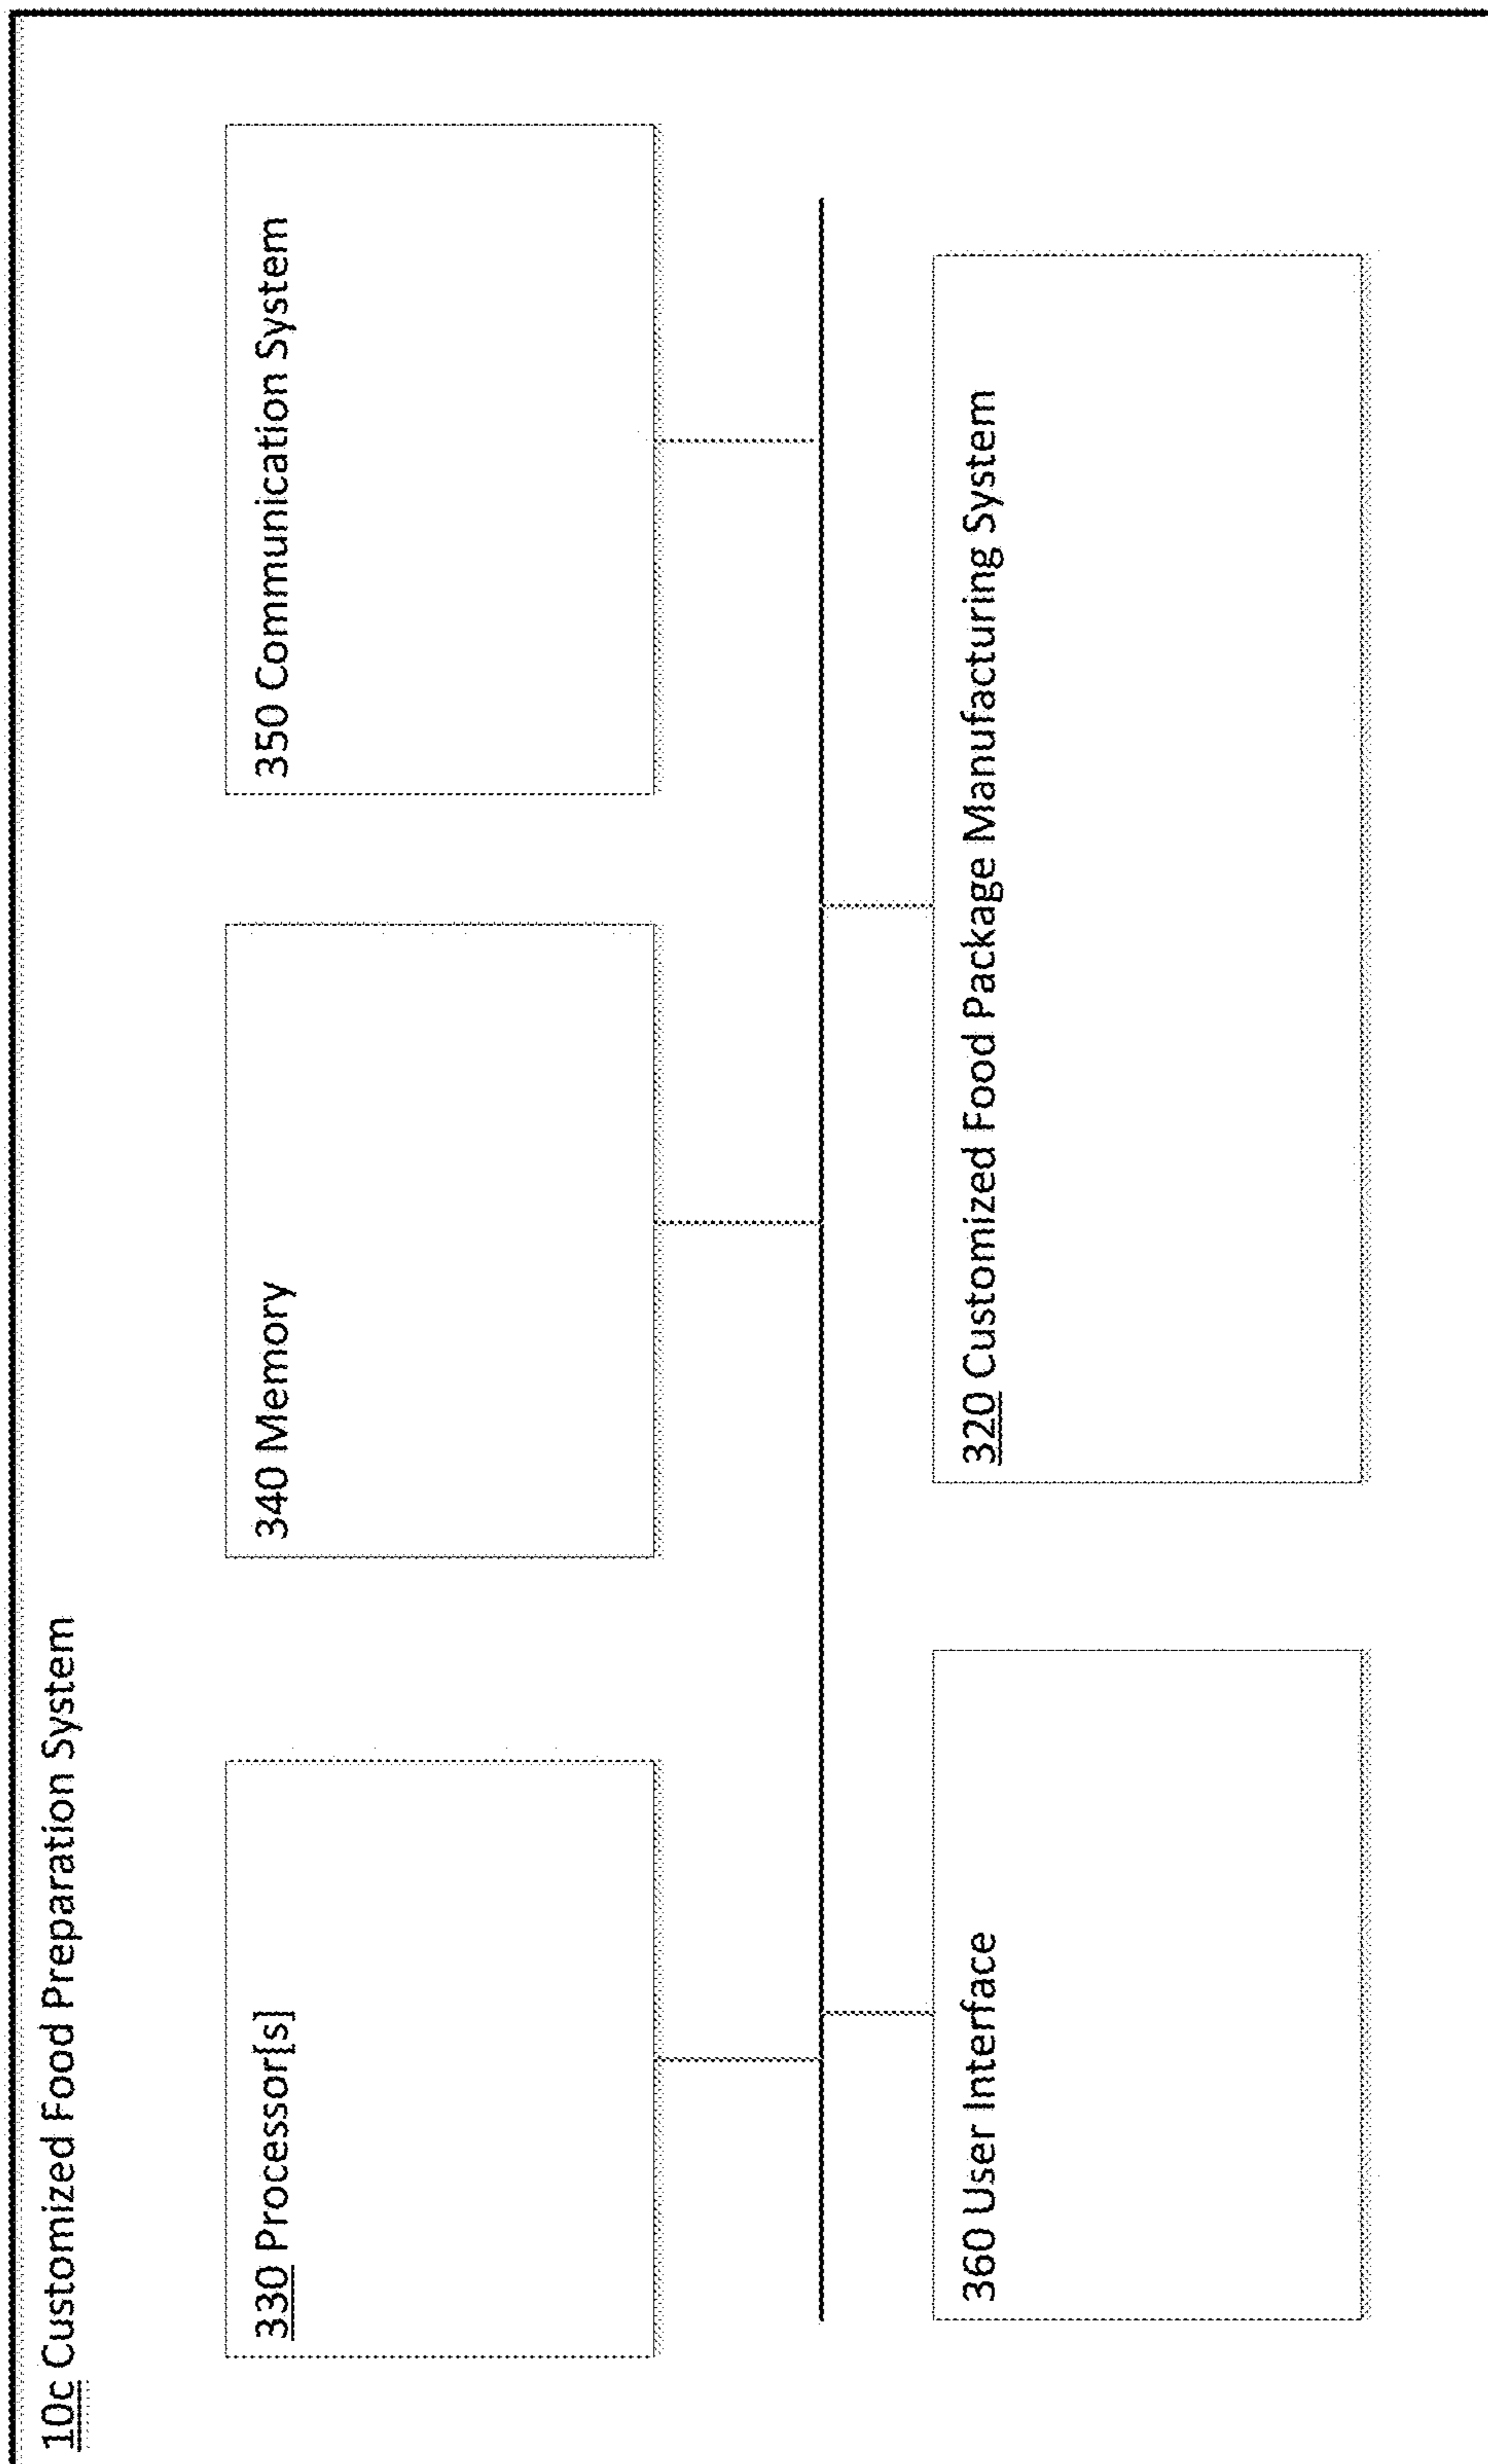 10c Customized Food Preparation System
330 Processor[s]
340 Memory
350 Communication System
360 User Interface
320 Customized Food Package Manufacturing System